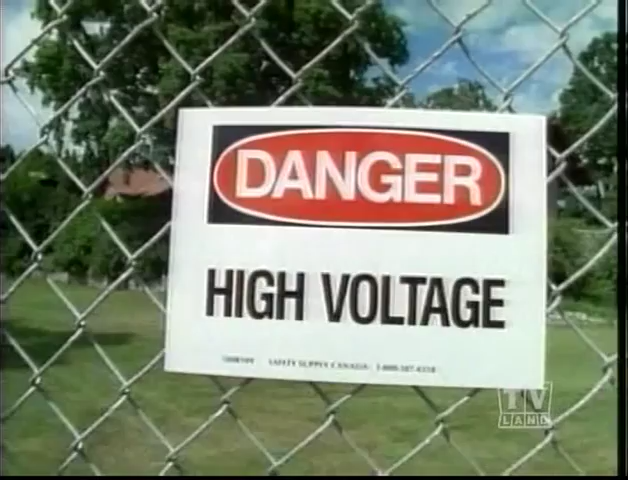 DANGER
HIGH VOLTAGE
SAFETY SUPPLY CANADA
TV
LAND